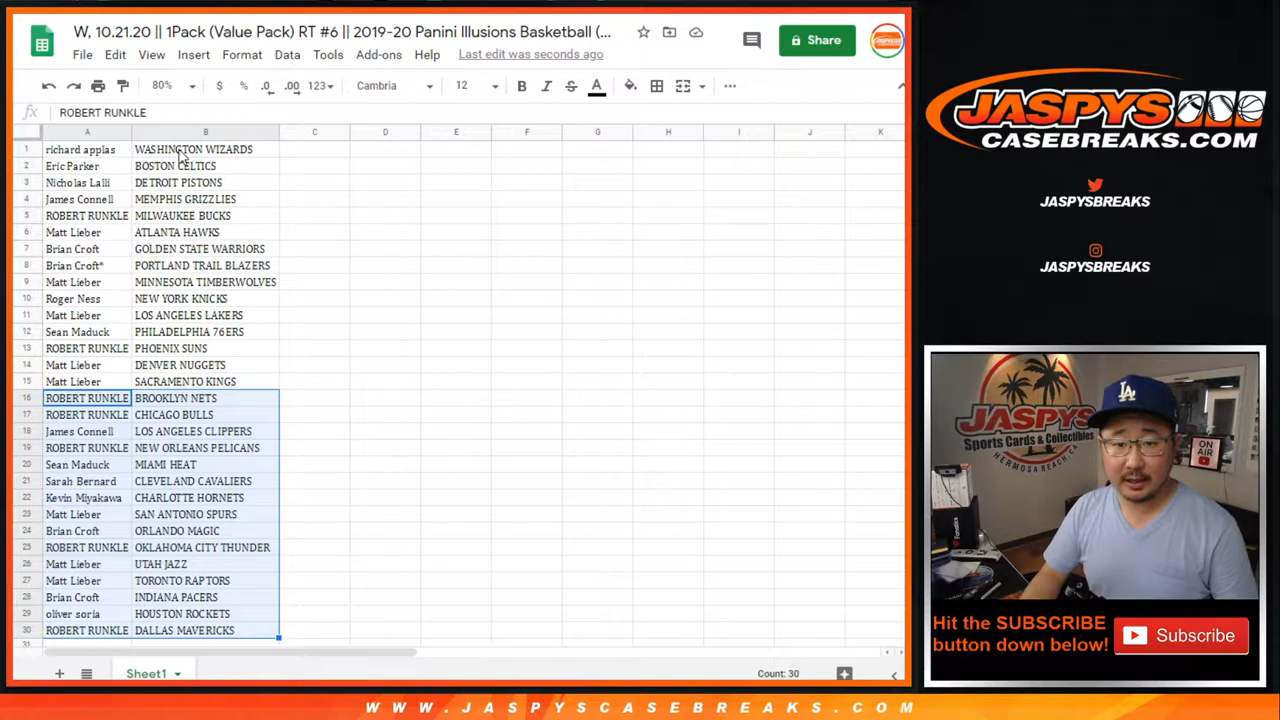 W, 10.21.20 || 1Pack (Value Pack) RT #6 || 2019-20 Panini Illusions Basketball (...
File Edit View Insert Format Data Tools Add-ons Help Last edit was seconds ago
Share
80% $ % .0 .00 123 Cambria 12 B I S A
fx ROBERT RUNKLE
A B C D E F G H I J K
1 richard applas WASHINGTON WIZARDS
2 Eric Parker BOSTON CELTICS
3 Nicholas Lalli DETROIT PISTONS
4 James Connell MEMPHIS GRIZZLIES
5 ROBERT RUNKLE MILWAUKEE BUCKS
6 Matt Lieber ATLANTA HAWKS
7 Brian Croft GOLDEN STATE WARRIORS
8 Brian Croft* PORTLAND TRAIL BLAZERS
9 Matt Lieber MINNESOTA TIMBERWOLVES
10 Roger Ness NEW YORK KNICKS
11 Matt Lieber LOS ANGELES LAKERS
12 Sean Maduck PHILADELPHIA 76ERS
13 ROBERT RUNKLE PHOENIX SUNS
14 Matt Lieber DENVER NUGGETS
15 Matt Lieber SACRAMENTO KINGS
16 ROBERT RUNKLE BROOKLYN NETS
17 ROBERT RUNKLE CHICAGO BULLS
18 James Connell LOS ANGELES CLIPPERS
19 ROBERT RUNKLE NEW ORLEANS PELICANS
20 Sean Maduck MIAMI HEAT
21 Sarah Bernard CLEVELAND CAVALIERS
22 Kevin Miyakawa CHARLOTTE HORNETS
23 Matt Lieber SAN ANTONIO SPURS
24 Brian Croft ORLANDO MAGIC
25 ROBERT RUNKLE OKLAHOMA CITY THUNDER
26 Matt Lieber UTAH JAZZ
27 Matt Lieber TORONTO RAPTORS
28 Brian Croft INDIANA PACERS
29 oliver soria HOUSTON ROCKETS
30 ROBERT RUNKLE DALLAS MAVERICKS
31
Sheet1
Count: 30
JASPYS
CASEBREAKS.COM
JASPYSBREAKS
JASPYSBREAKS
JASPYS
Sports Cards & Collectibles
HERMOSA BEACH, CA
LA
ON AIR
Fanatics
Hit the SUBSCRIBE
button down below!
Subscribe
WWW.JASPYSCASEBREAKS.COM